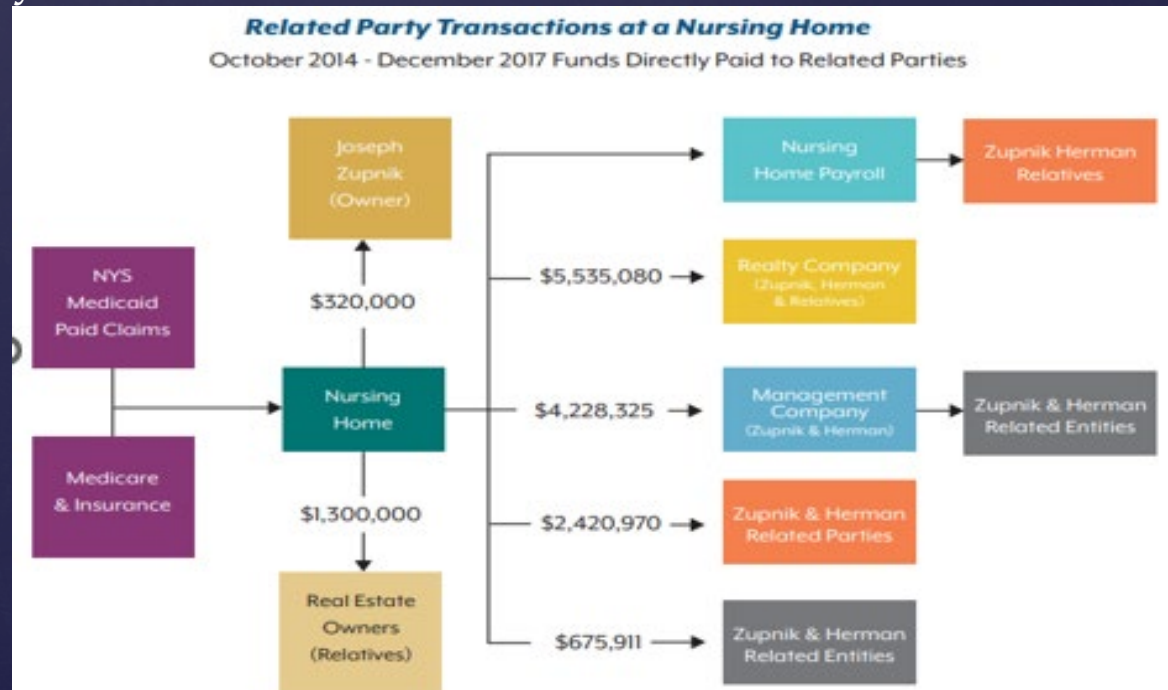 Related Party Transactions at a Nursing Home
October 2014 - December 2017 Funds Directly Paid to Related Parties
Joseph
Zupnik
(Owner)
Nursing
Home Payroll
Zupnik Herman
Relatives
NYS
Medicaid
Paid Claims
$320,000
$5,535,080
Realty Company
(Zupnik, Herman
& Relatives)
Nursing
Home
$4,228,325
Management
Company
(Zupnik & Herman)
Zupnik & Herman
Related Entities
Medicare
& Insurance
$1,300,000
$2,420,970
Zupnik & Herman
Related Parties
Real Estate
Owners
(Relatives)
$675,911
Zupnik & Herman
Related Entities